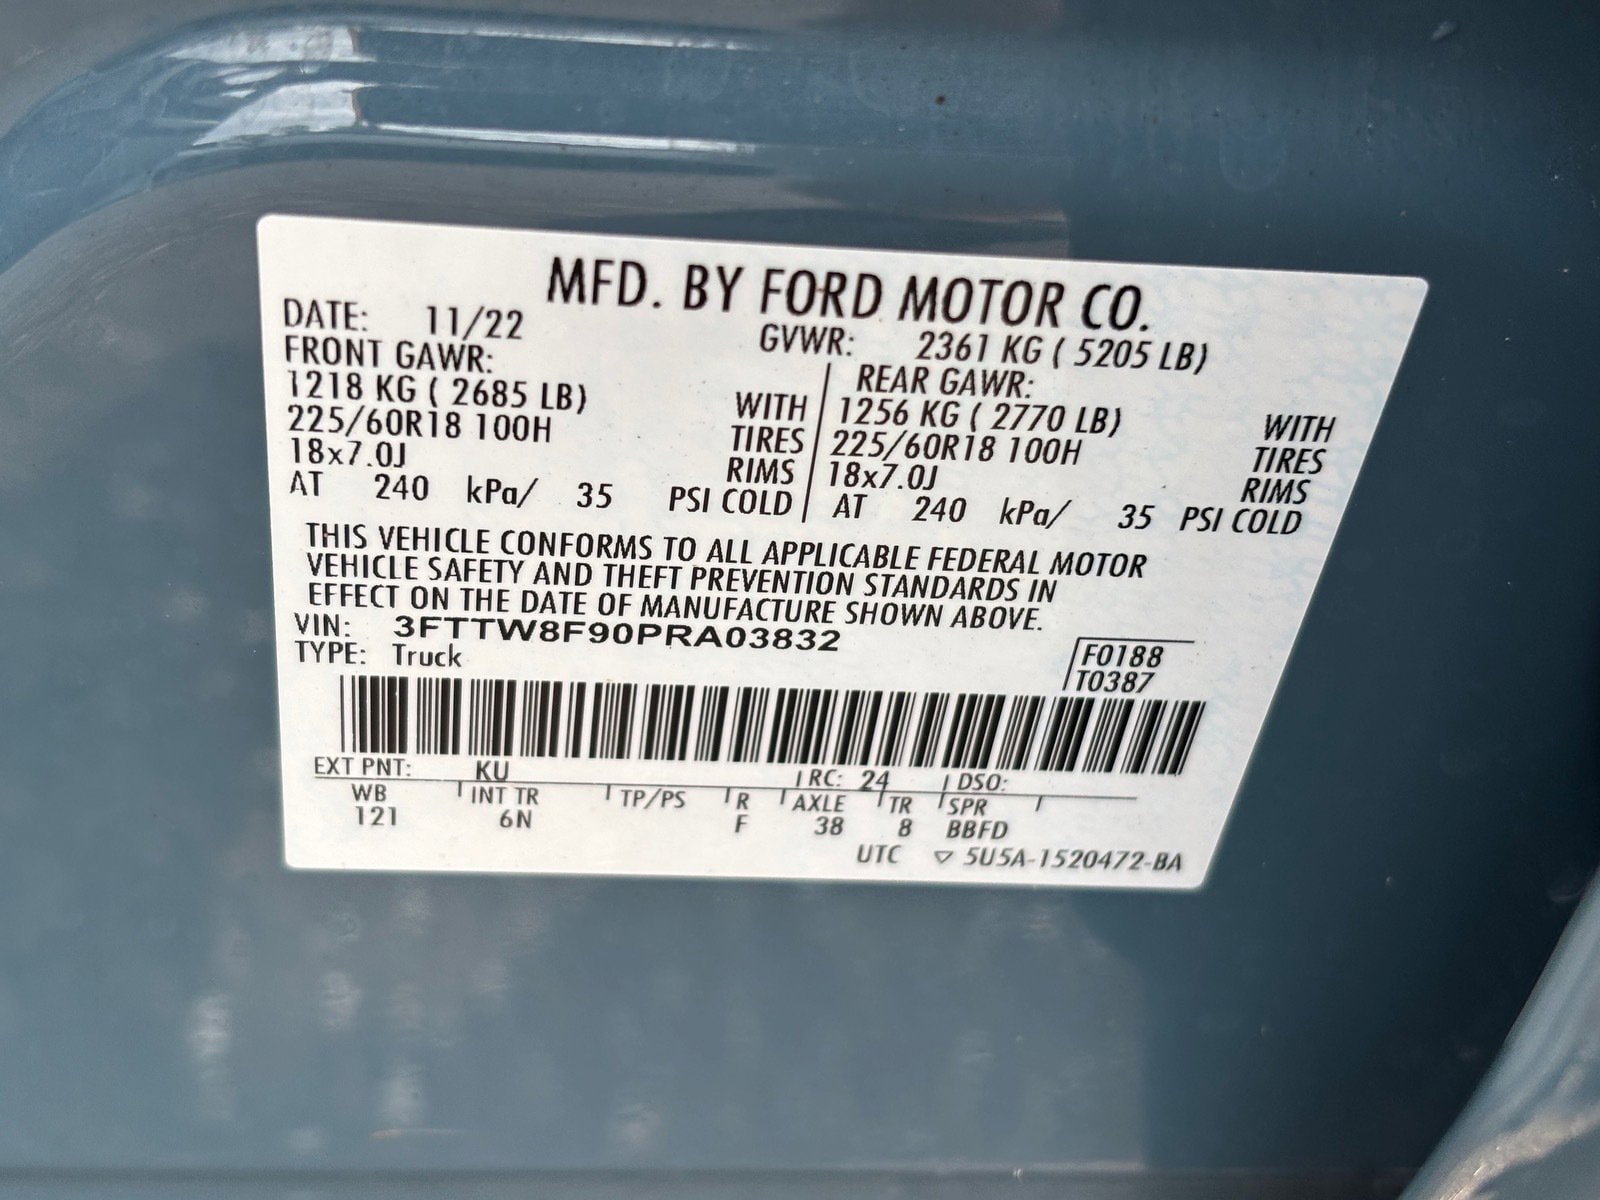 MFD. BY FORD MOTOR CO.
DATE: 11/22 GVWR: 2361 KG ( 5205 LB)
FRONT GAWR: REAR GAWR:
1218 KG ( 2685 LB) WITH 1256 KG ( 2770 LB) WITH
225/60R18 100H TIRES 225/60R18 100H TIRES
18x7.0J RIMS 18x7.0J RIMS
AT 240 kPa/ 35 PSI COLD AT 240 kPa/ 35 PSI COLD
THIS VEHICLE CONFORMS TO ALL APPLICABLE FEDERAL MOTOR
VEHICLE SAFETY AND THEFT PREVENTION STANDARDS IN
EFFECT ON THE DATE OF MANUFACTURE SHOWN ABOVE.
VIN: 3FTTW8F90PRA03832
TYPE: Truck
F0188
T0387
EXT PNT: KU RC: 24 DSO:
WB INT TR TP/PS R AXLE TR SPR
121 6N F 38 8 BBFD
UTC ▽ 5U5A-1520472-BA